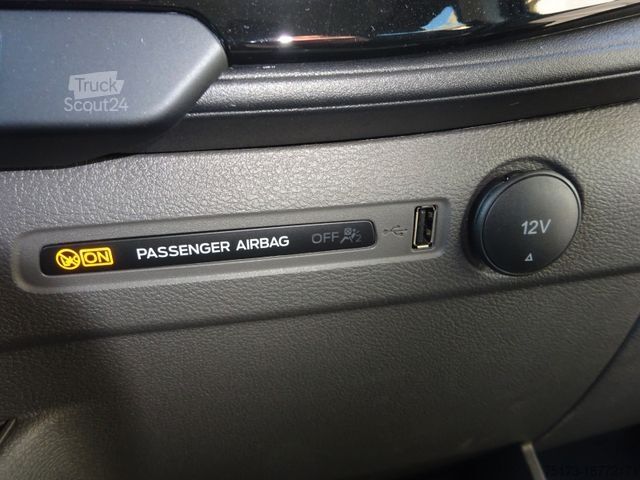 Truck
Scout24
ON PASSENGER AIRBAG OFF
12V